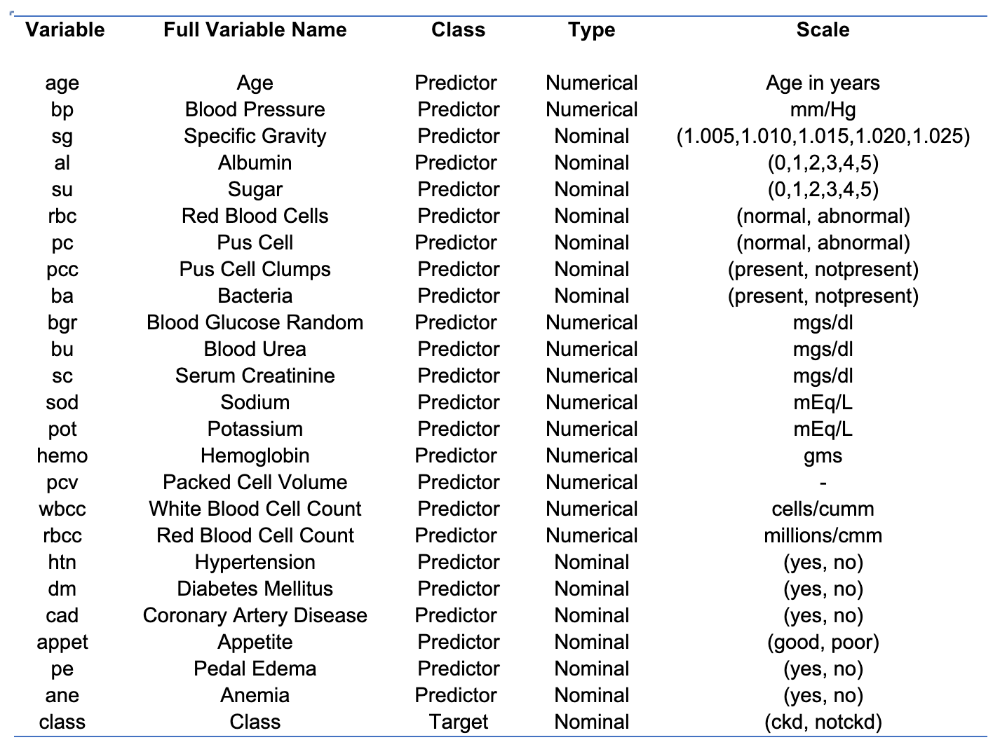 Variable Full Variable Name Class Type Scale
age Age Predictor Numerical Age in years
bp Blood Pressure Predictor Numerical mm/Hg
sg Specific Gravity Predictor Nominal (1.005,1.010,1.015,1.020,1.025)
al Albumin Predictor Nominal (0,1,2,3,4,5)
su Sugar Predictor Nominal (0,1,2,3,4,5)
rbc Red Blood Cells Predictor Nominal (normal, abnormal)
pc Pus Cell Predictor Nominal (normal, abnormal)
pcc Pus Cell Clumps Predictor Nominal (present, notpresent)
ba Bacteria Predictor Nominal (present, notpresent)
bgr Blood Glucose Random Predictor Numerical mgs/dl
bu Blood Urea Predictor Numerical mgs/dl
sc Serum Creatinine Predictor Numerical mgs/dl
sod Sodium Predictor Numerical mEq/L
pot Potassium Predictor Numerical mEq/L
hemo Hemoglobin Predictor Numerical gms
pcv Packed Cell Volume Predictor Numerical -
wbcc White Blood Cell Count Predictor Numerical cells/cumm
rbcc Red Blood Cell Count Predictor Numerical millions/cmm
htn Hypertension Predictor Nominal (yes, no)
dm Diabetes Mellitus Predictor Nominal (yes, no)
cad Coronary Artery Disease Predictor Nominal (yes, no)
appet Appetite Predictor Nominal (good, poor)
pe Pedal Edema Predictor Nominal (yes, no)
ane Anemia Predictor Nominal (yes, no)
class Class Target Nominal (ckd, notckd)